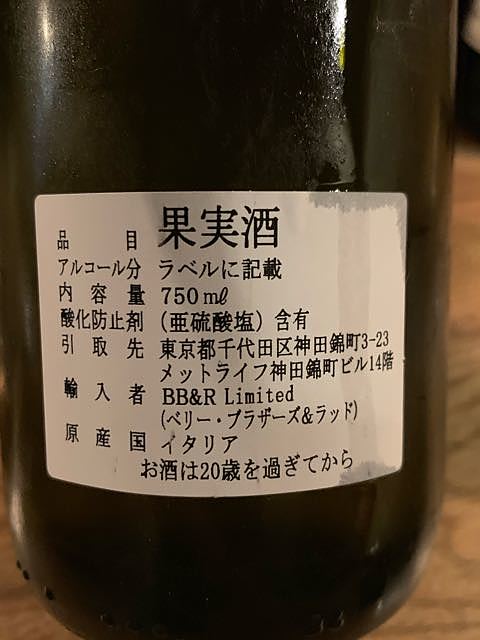 品目 果実酒
アルコール分 ラベルに記載
内容量 750㎖
酸化防止剤 (亜硫酸塩) 含有
引取先 東京都千代田区神田錦町3-23
メットライフ神田錦町ビル14階
輸入者 BB&R Limited
(ベリー・ブラザーズ&ラッド)
原産国 イタリア
お酒は20歳を過ぎてから